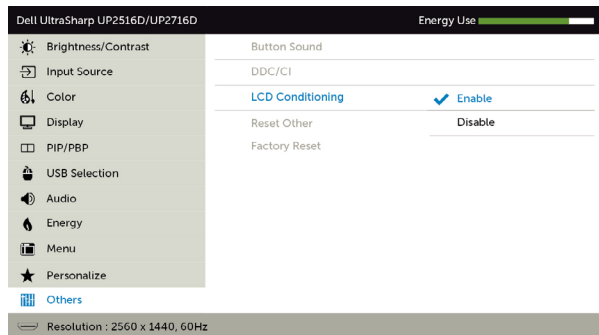 Dell UltraSharp UP2516D/UP2716D Energy Use
Brightness/Contrast
Input Source
Color
Display
PIP/PBP
USB Selection
Audio
Energy
Menu
Personalize
Others
Button Sound
DDC/CI
LCD Conditioning
Reset Other
Factory Reset
Enable
Disable
Resolution : 2560 x 1440, 60Hz